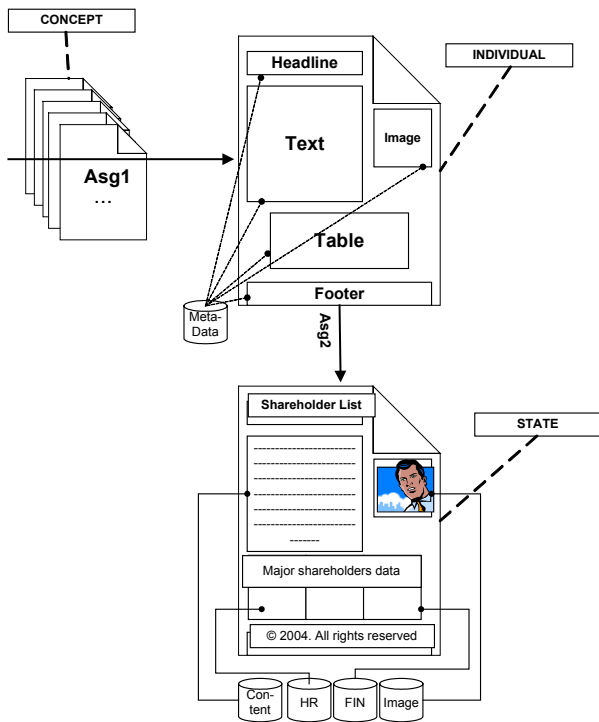 CONCEPT
INDIVIDUAL
Headline
Text
Image
Asg1
...
Table
Footer
Meta-
Data
Asg2
Shareholder List
STATE
Major shareholders data
© 2004. All rights reserved
Con-
tent
HR
FIN
Image